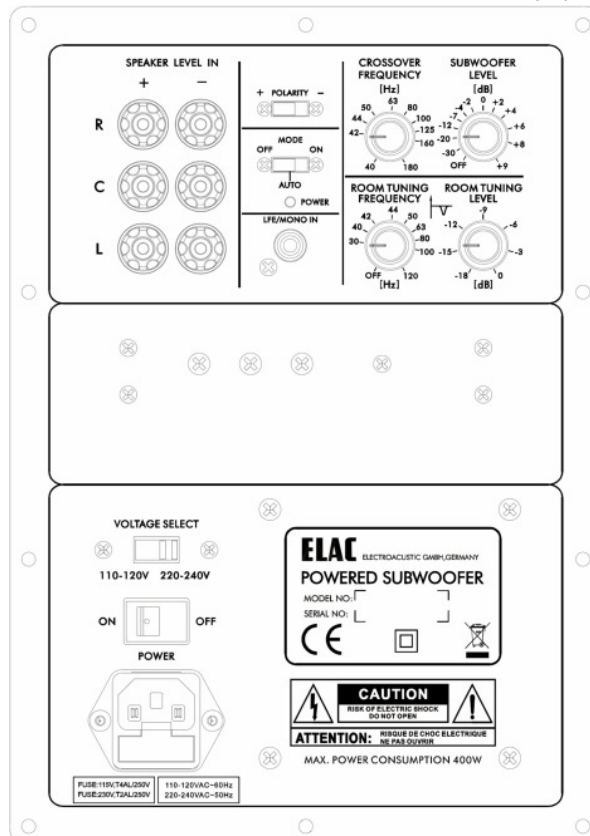 SPEAKER LEVEL IN
+ −
R
C
L
+ POLARITY −
MODE
OFF ON
AUTO
POWER
LFE/MONO IN
CROSSOVER
FREQUENCY
[Hz]
63
50 80
44 100
42 125
160
40 180
SUBWOOFER
LEVEL
[dB]
0
-2 +2
-4 +4
-7
-12 +6
-20 +8
-30
OFF +9
ROOM TUNING
FREQUENCY
44
42 50
40 63
30 80
100
OFF 120
[Hz]
V
ROOM TUNING
LEVEL
-9
-12 -6
-15 -3
-18 0
[dB]
VOLTAGE SELECT
110-120V 220-240V
ON OFF
POWER
FUSE:115V,T4AL/250V
FUSE:230V,T2AL/250V
110-120VAC~60Hz
220-240VAC~50Hz
ELAC ELECTROACUSTIC GMBH,GERMANY
POWERED SUBWOOFER
MODEL NO:
SERIAL NO:
CE
CAUTION
RISK OF ELECTRIC SHOCK
DO NOT OPEN
ATTENTION: RISQUE DE CHOC ELECTRIQUE
NE PAS OUVRIR
MAX. POWER CONSUMPTION 400W